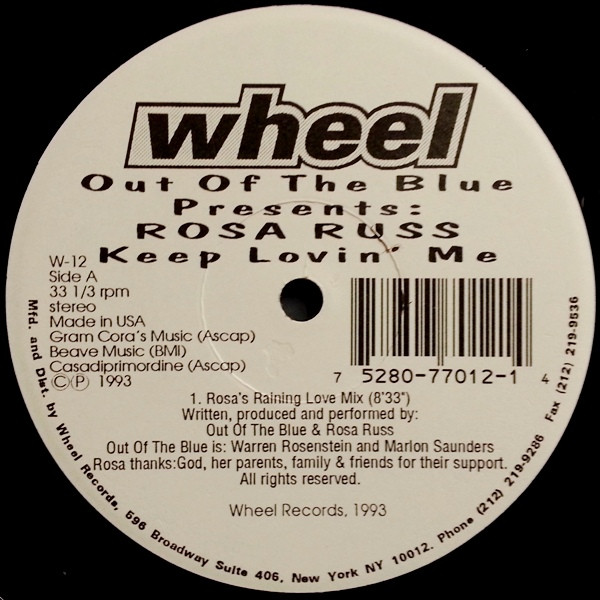 wheel
Out Of The Blue
Presents:
ROSA RUSS
Keep Lovin' Me
W-12
Side A
33 1/3 rpm
stereo
Made in USA
Gram Cora's Music (Ascap)
Beave Music (BMI)
Casadiprimordine (Ascap)
©℗ 1993
7 5280-77012-1 4
1. Rosa's Raining Love Mix (8'33")
Written, produced and performed by:
Out Of The Blue & Rosa Russ
Out Of The Blue is: Warren Rosenstein and Marlon Saunders
Rosa thanks:God, her parents, family & friends for their support.
All rights reserved.
Wheel Records, 1993
Mfd. and Dist. by Wheel Records, 596 Broadway Suite 406, New York NY 10012. Phone (212) 219-9286 Fax (212) 219-9536